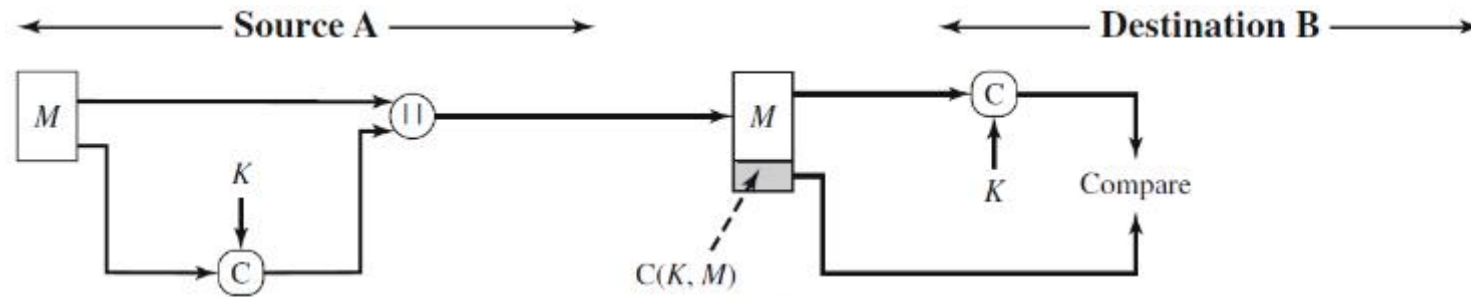 Source A
Destination B
M
||
M
C
K
K
Compare
C
C(K, M)